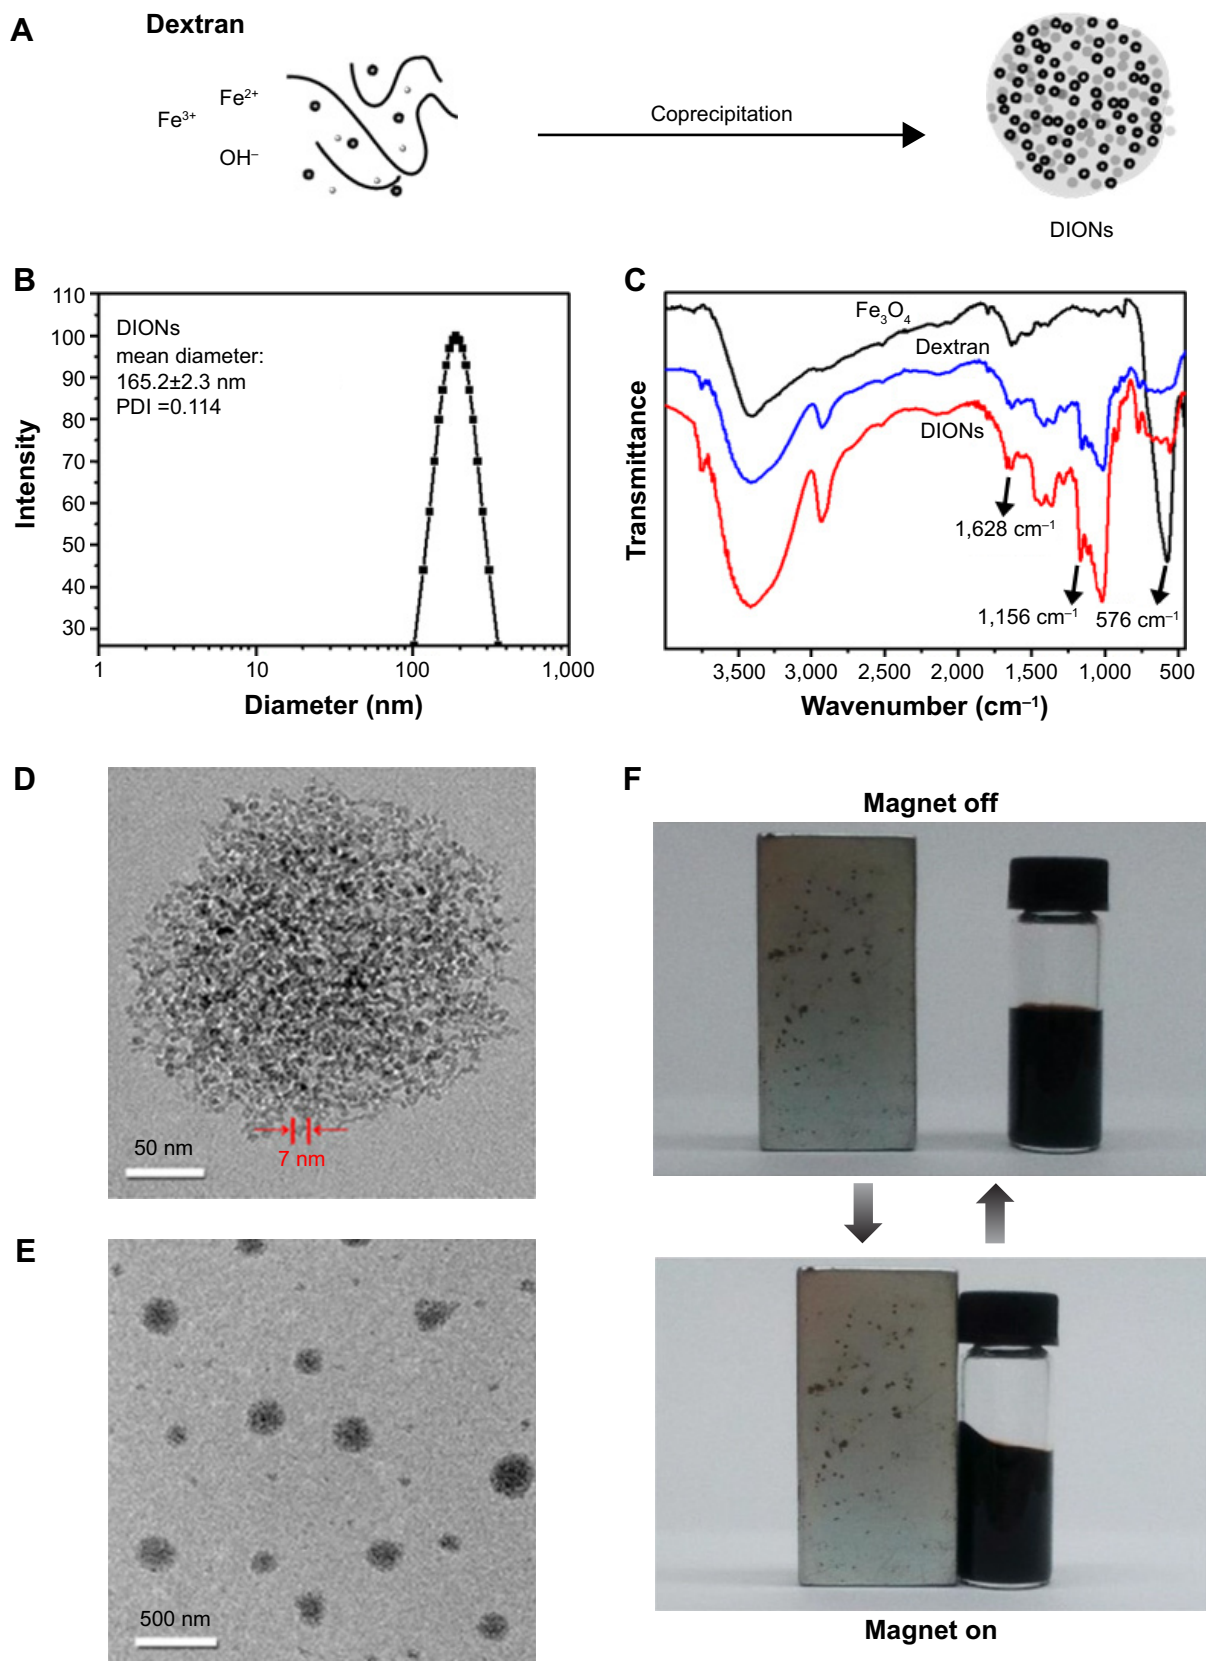 A
Dextran
Fe²⁺
Fe³⁺
OH⁻
Coprecipitation
DIONs
B
110
100
90
80
70
60
50
40
30
1
10
100
1,000
Intensity
Diameter (nm)
DIONs
mean diameter:
165.2±2.3 nm
PDI =0.114
C
Transmittance
Fe₃O₄
Dextran
DIONs
1,628 cm⁻¹
1,156 cm⁻¹
576 cm⁻¹
3,500
3,000
2,500
2,000
1,500
1,000
500
Wavenumber (cm⁻¹)
D
50 nm
7 nm
E
500 nm
F
Magnet off
Magnet on